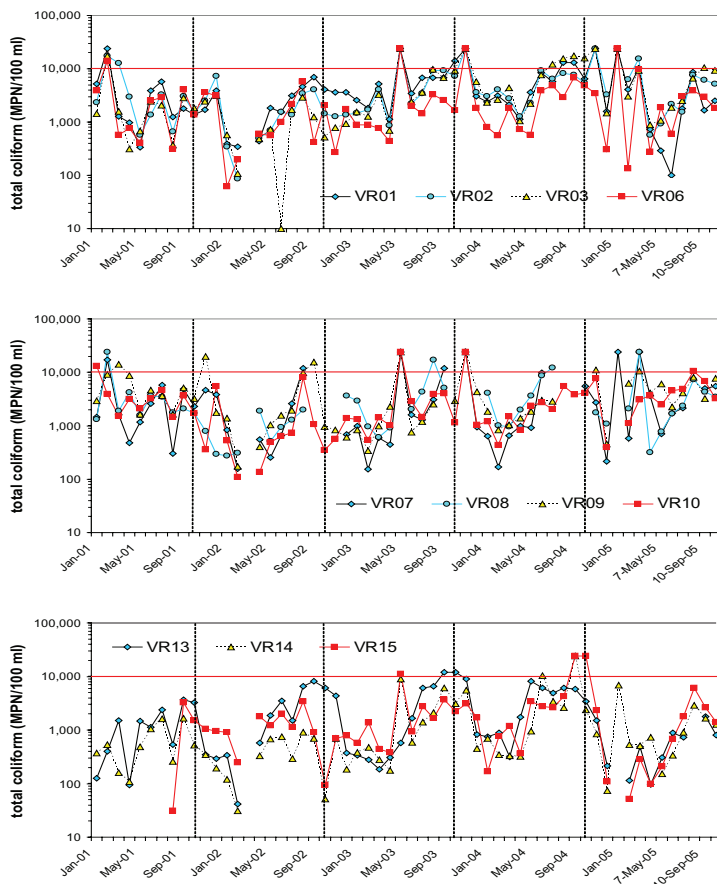 total coliform (MPN/100 ml)
100,000
10,000
1,000
100
10
VR01 VR02 VR03 VR06
Jan-01 May-01 Sep-01 Jan-02 May-02 Sep-02 Jan-03 May-03 Sep-03 Jan-04 May-04 Sep-04 Jan-05 7-May-05 10-Sep-05
total coliform (MPN/100 ml)
100,000
10,000
1,000
100
10
VR07 VR08 VR09 VR10
Jan-01 May-01 Sep-01 Jan-02 May-02 Sep-02 Jan-03 May-03 Sep-03 Jan-04 May-04 Sep-04 Jan-05 7-May-05 10-Sep-05
total coliform (MPN/100 ml)
100,000
10,000
1,000
100
10
VR13 VR14 VR15
Jan-01 May-01 Sep-01 Jan-02 May-02 Sep-02 Jan-03 May-03 Sep-03 Jan-04 May-04 Sep-04 Jan-05 7-May-05 10-Sep-05